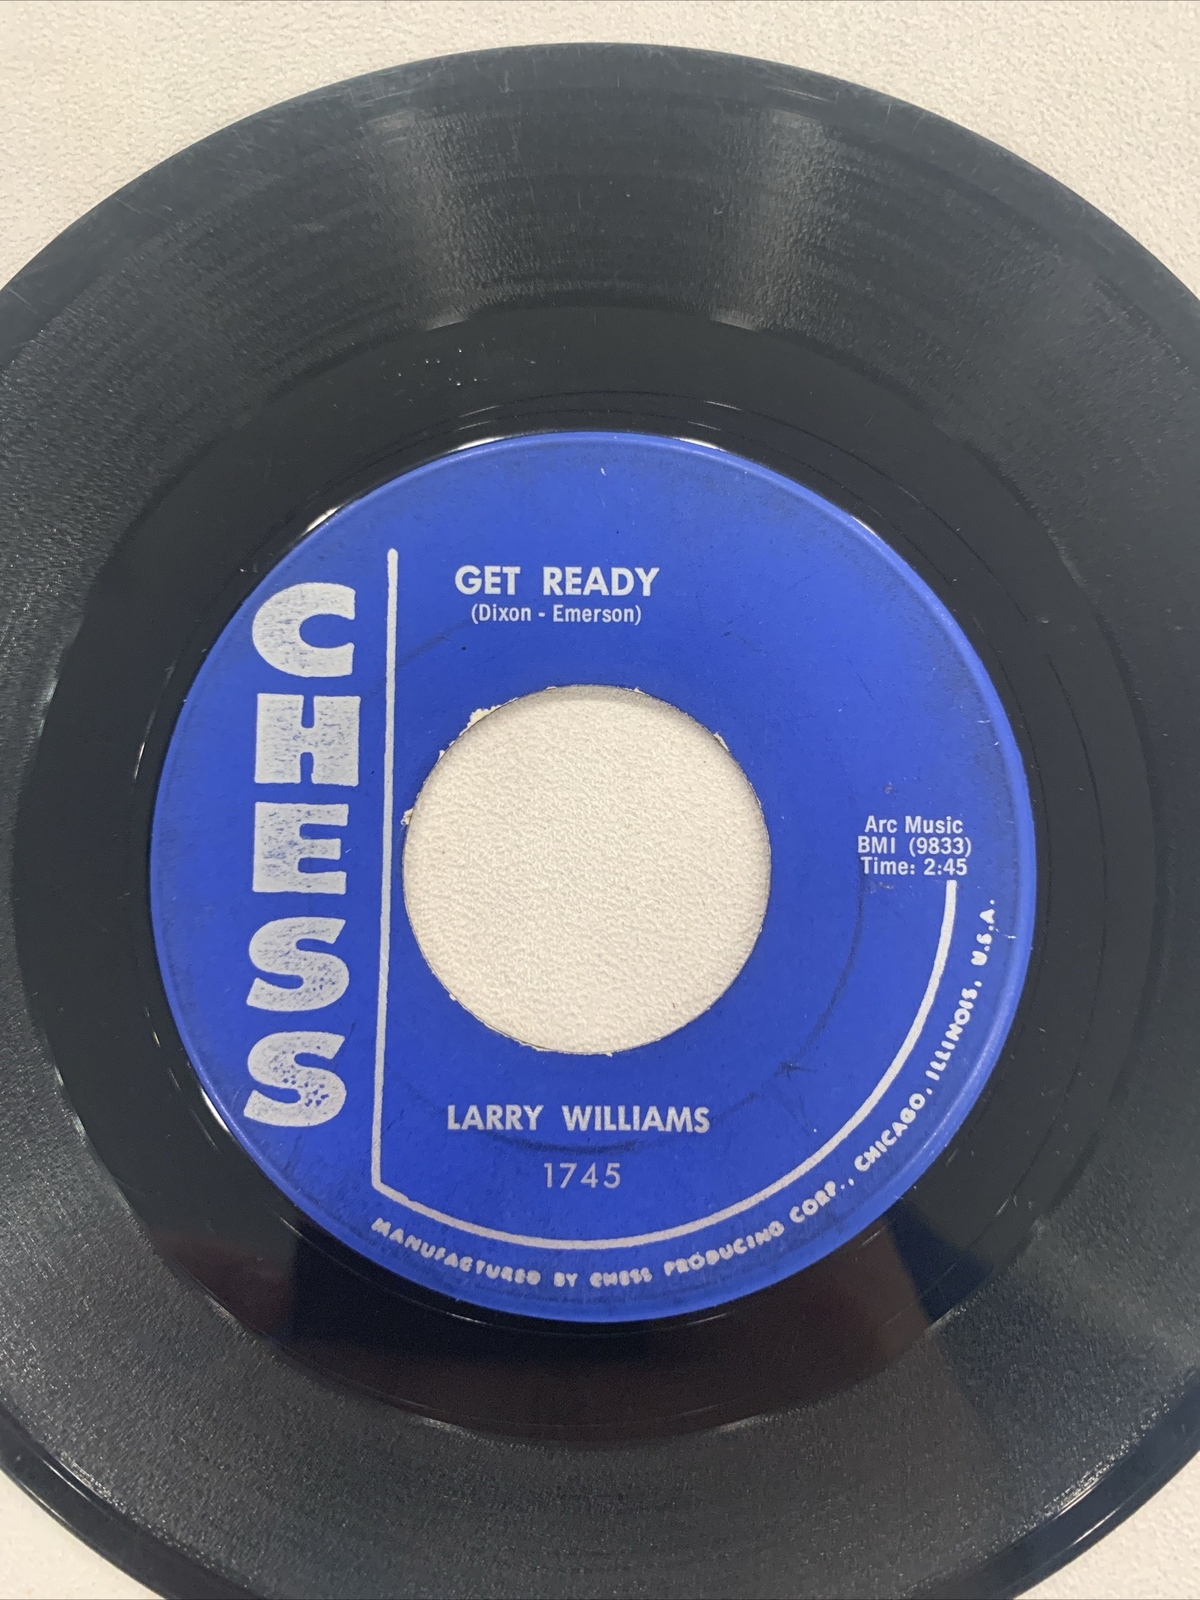 CHESS
GET READY
(Dixon - Emerson)
Arc Music
BMI (9833)
Time: 2:45
LARRY WILLIAMS
1745
MANUFACTURED BY CHESS PRODUCING CORP., CHICAGO, ILLINOIS, U.S.A.